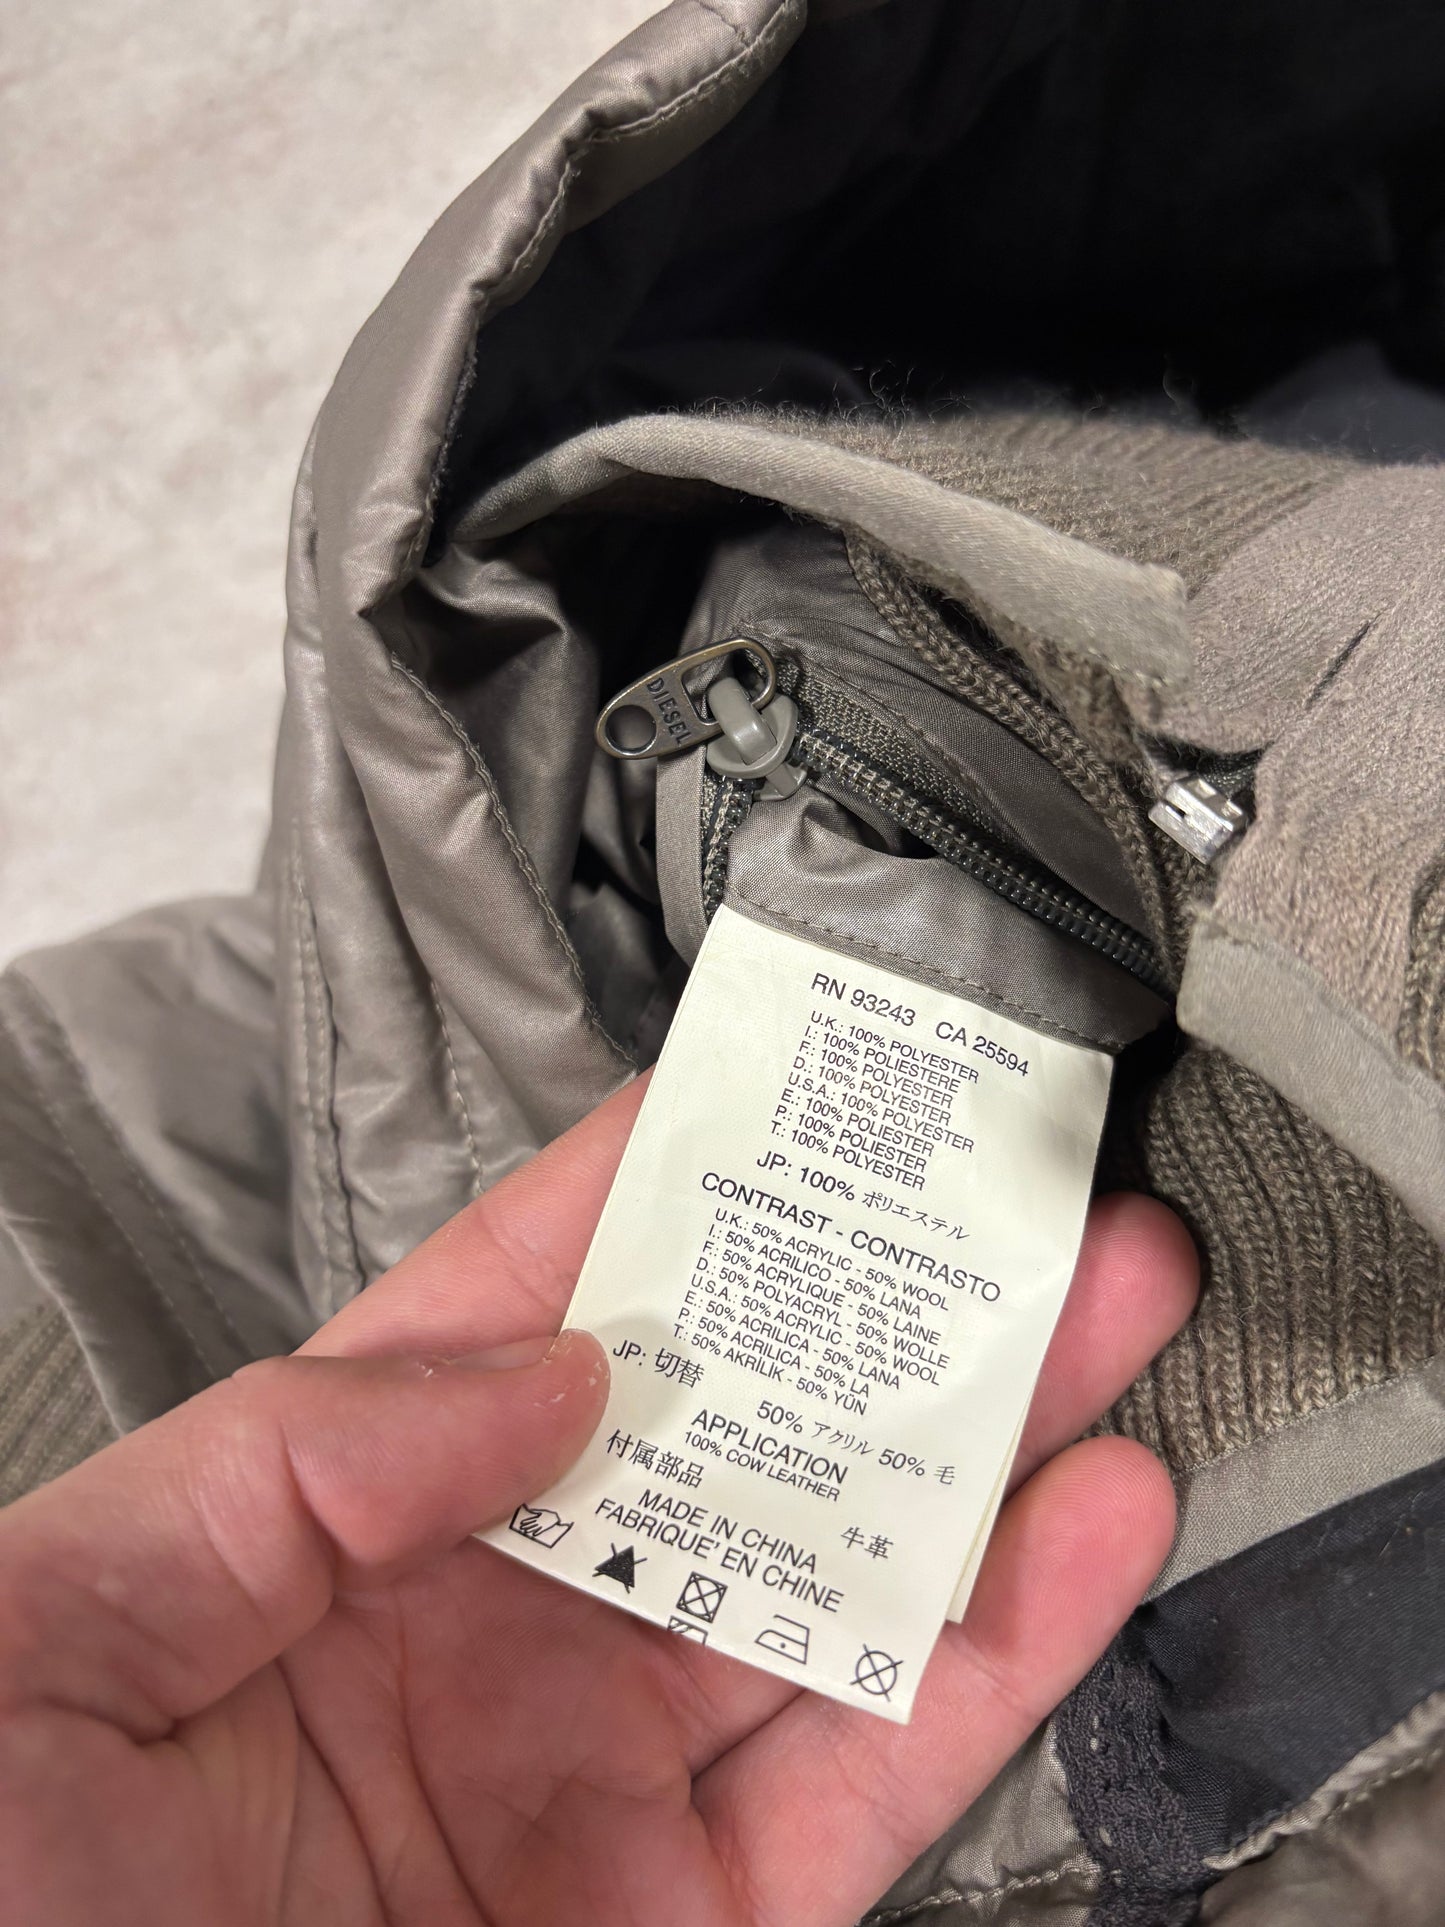 DIESEL
RN 93243 CA 25594
U.K.: 100% POLYESTER
I.: 100% POLIESTERE
F.: 100% POLYESTER
D.: 100% POLYESTER
U.S.A.: 100% POLYESTER
E.: 100% POLIESTER
P.: 100% POLIESTER
T.: 100% POLYESTER
JP: 100% ポリエステル
CONTRAST - CONTRASTO
U.K.: 50% ACRYLIC - 50% WOOL
I.: 50% ACRILICO - 50% LANA
F.: 50% ACRYLIQUE - 50% LAINE
D.: 50% POLYACRYL - 50% WOLLE
U.S.A.: 50% ACRYLIC - 50% WOOL
E.: 50% ACRILICA - 50% LANA
P.: 50% ACRILICA - 50% LA
T.: 50% AKRİLİK - 50% YÜN
JP: 切替
50% アクリル 50% 毛
APPLICATION
100% COW LEATHER
付属部品
牛革
MADE IN CHINA
FABRIQUE' EN CHINE